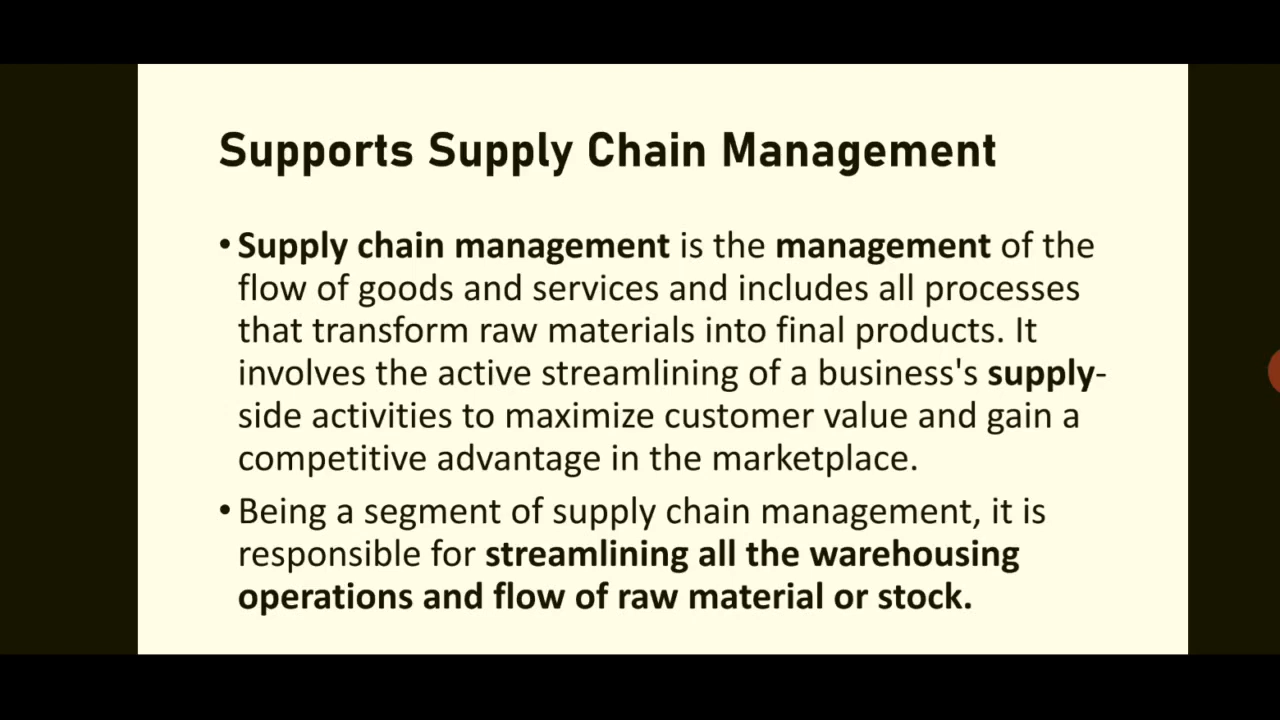 Supports Supply Chain Management
•Supply chain management is the management of the
flow of goods and services and includes all processes
that transform raw materials into final products. It
involves the active streamlining of a business's supply-
side activities to maximize customer value and gain a
competitive advantage in the marketplace.
•Being a segment of supply chain management, it is
responsible for streamlining all the warehousing
operations and flow of raw material or stock.